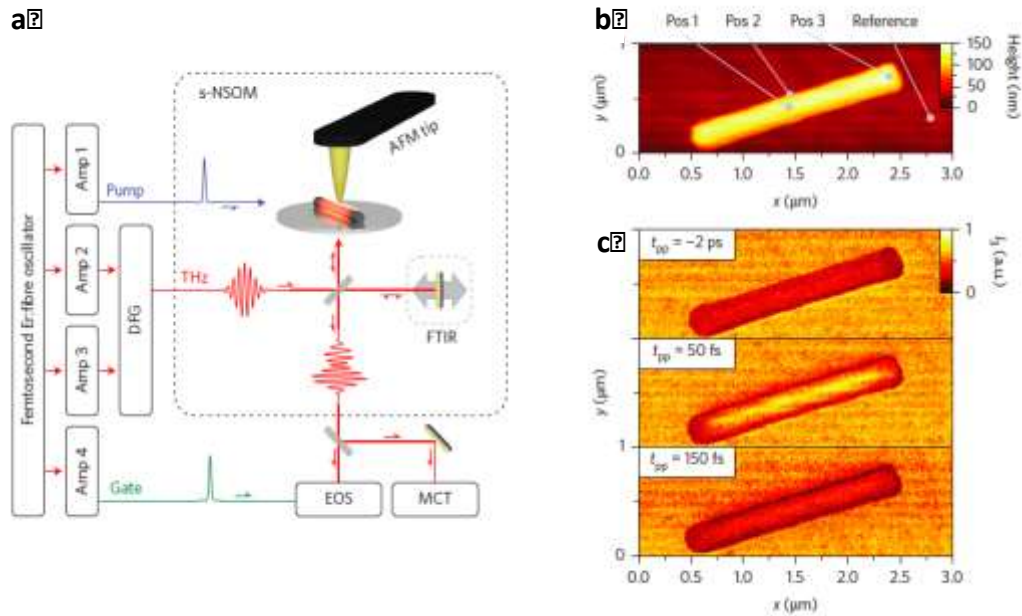 a
s-NSOM
AFM tip
Femtosecond Er:fibre oscillator
Amp 1
Pump
Amp 2
Amp 3
DFG
THz
FTIR
Amp 4
Gate
EOS
MCT
b
Pos 1 Pos 2 Pos 3 Reference
1
y (μm)
0
0.0 0.5 1.0 1.5 2.0 2.5 3.0
x (μm)
150
100
50
0
Height (nm)
c
tpp = −2 ps
1
0
tpp = 50 fs
y (μm)
1
tpp = 150 fs
0
0.0 0.5 1.0 1.5 2.0 2.5 3.0
x (μm)